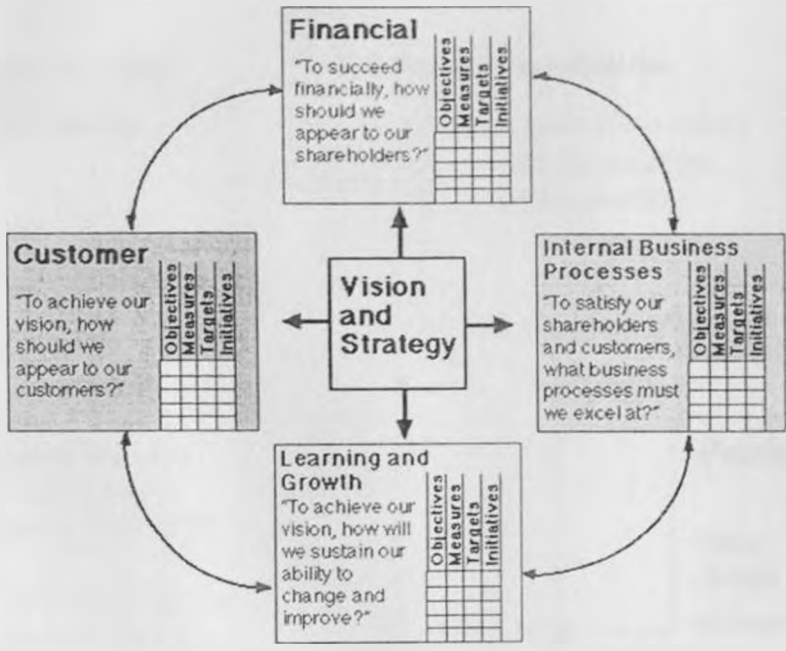 Financial
"To succeed
financially, how
should we
appear to our
shareholders?"
Objectives
Measures
Targets
Initiatives
Customer
"To achieve our
vision, how
should we
appear to our
customers?"
Objectives
Measures
Targets
Initiatives
Vision
and
Strategy
Internal Business
Processes
"To satisfy our
shareholders
and customers,
what business
processes must
we excel at?"
Objectives
Measures
Targets
Initiatives
Learning and
Growth
"To achieve our
vision, how will
we sustain our
ability to
change and
improve?"
Objectives
Measures
Targets
Initiatives